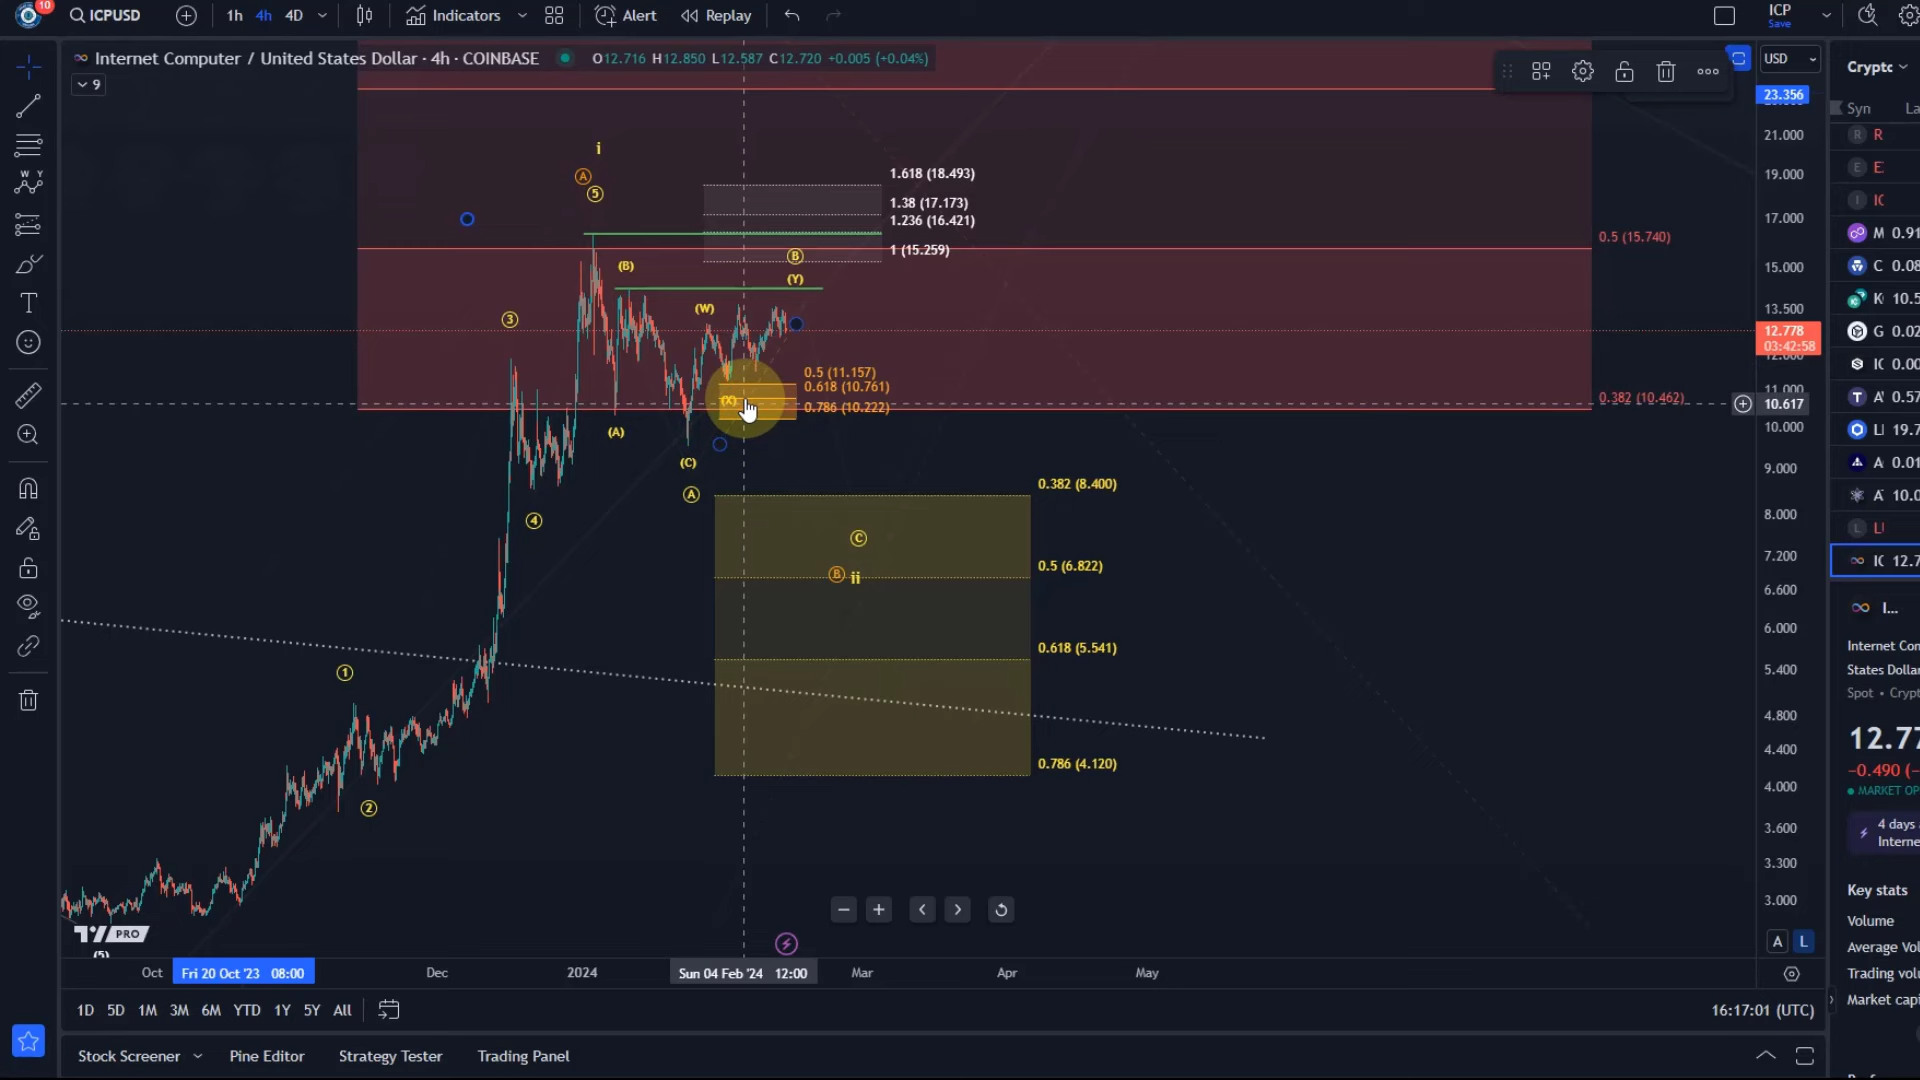 10
ICPUSD
1h
4h
4D
Indicators
Alert
Replay
ICP
Save
Internet Computer / United States Dollar · 4h · COINBASE
O12.716 H12.850 L12.587 C12.720 +0.005 (+0.04%)
9
USD
23.356
21.000
19.000
17.000
15.000
13.500
12.778
03:42:58
12.000
11.000
10.617
10.000
9.000
8.000
7.200
6.600
6.000
5.400
4.800
4.400
4.000
3.600
3.300
3.000
A L
i
A
5
1.618 (18.493)
1.38 (17.173)
1.236 (16.421)
1 (15.259)
0.5 (15.740)
(B)
B
(Y)
(W)
3
0.5 (11.157)
0.618 (10.761)
(X)
0.786 (10.222)
0.382 (10.462)
(A)
(C)
A
4
0.382 (8.400)
C
B ii
0.5 (6.822)
0.618 (5.541)
0.786 (4.120)
1
2
(5)
PRO
Oct
Fri 20 Oct '23 08:00
Dec
2024
Sun 04 Feb '24 12:00
Mar
Apr
May
1D 5D 1M 3M 6M YTD 1Y 5Y All
16:17:01 (UTC)
Stock Screener
Pine Editor
Strategy Tester
Trading Panel
Syn La
R R
E E
I IC
M 0.91
C 0.08
K 10.5
G 0.02
IC 0.00
T A' 0.57
LI 19.7
A 0.01
A 10.0
L LI
IC 12.7
I...
Internet Con
States Dollar
Spot • Crypt
12.77
-0.490 (-
MARKET OP
4 days
Interne
Key stats
Volume
Average Vol
Trading volu
Market capi